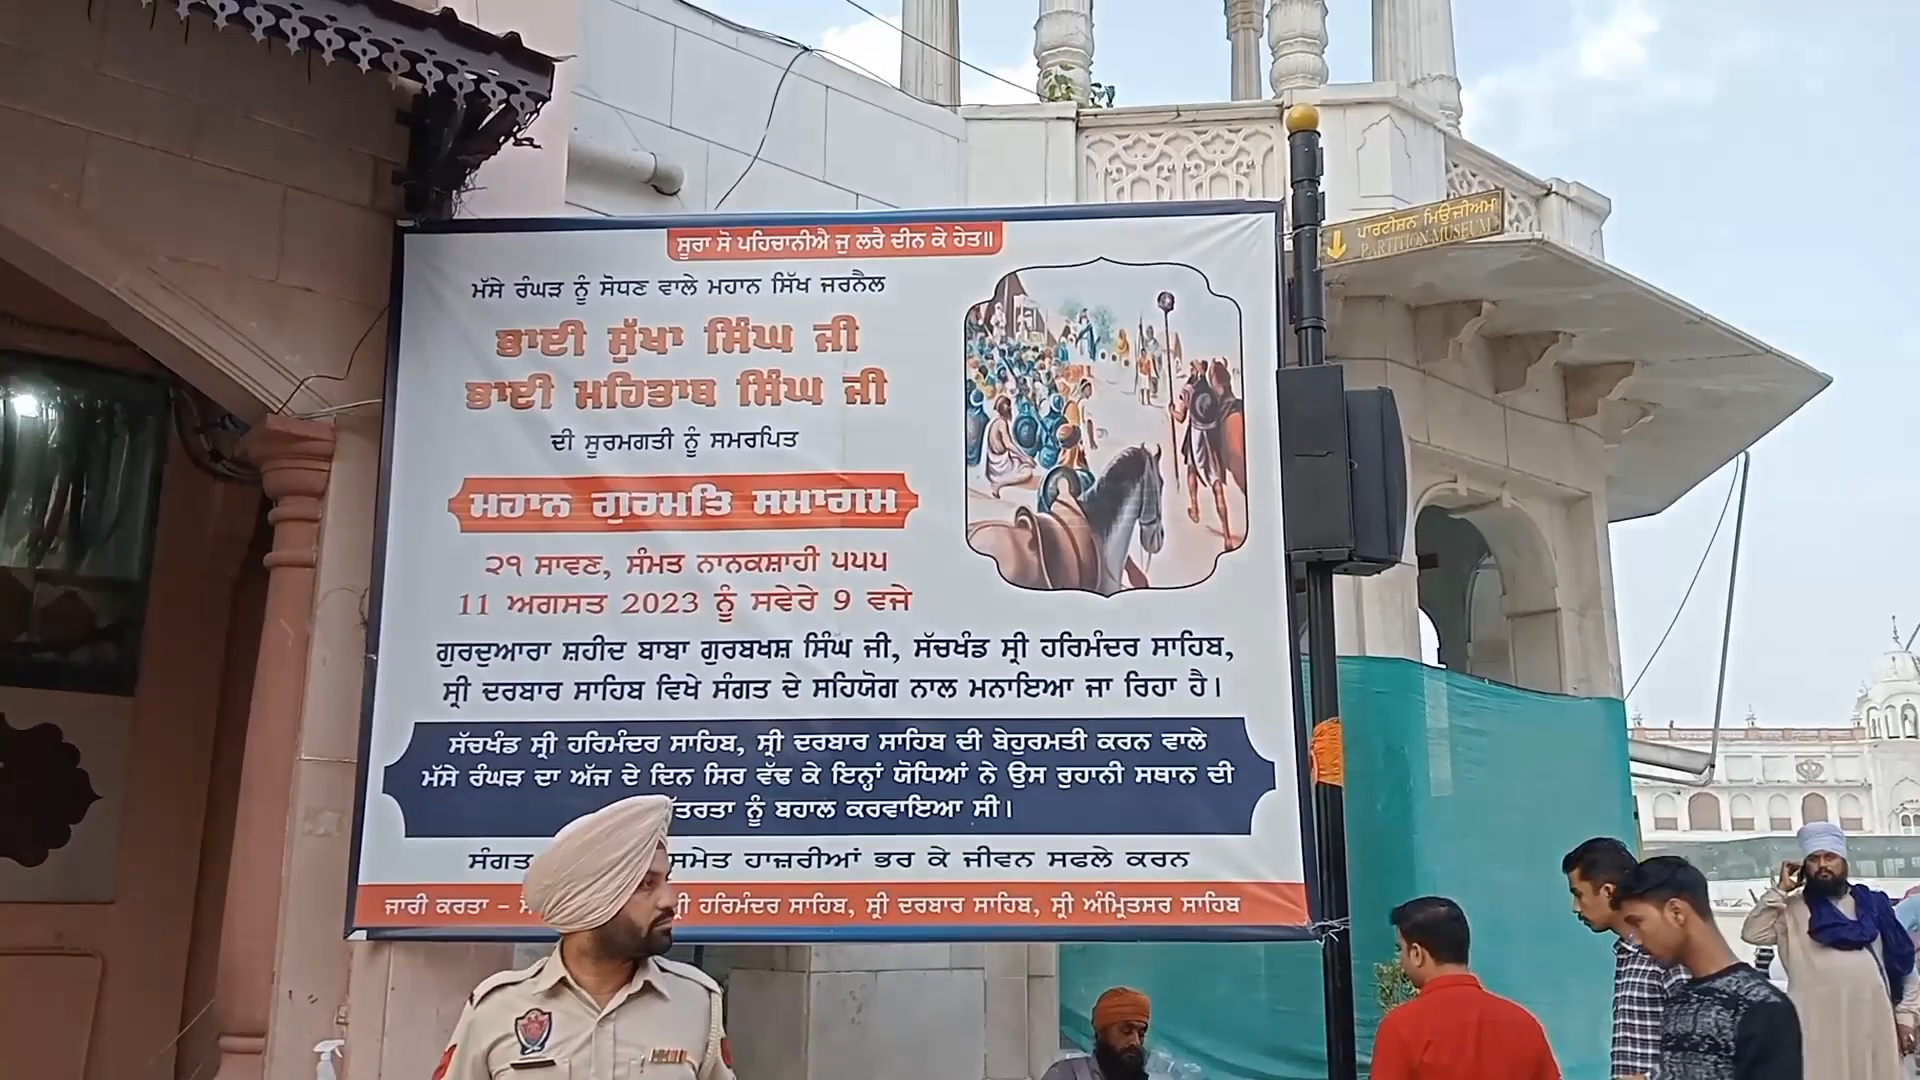 ਸੂਰਾ ਸੋ ਪਹਿਚਾਨੀਐ ਜੁ ਲਰੈ ਦੀਨ ਕੇ ਹੇਤ॥
ਮੱਸੇ ਰੰਘੜ ਨੂੰ ਸੋਧਣ ਵਾਲੇ ਮਹਾਨ ਸਿੱਖ ਜਰਨੈਲ
ਭਾਈ ਸੁੱਖਾ ਸਿੰਘ ਜੀ
ਭਾਈ ਮਹਿਤਾਬ ਸਿੰਘ ਜੀ
ਦੀ ਸੂਰਮਗਤੀ ਨੂੰ ਸਮਰਪਿਤ
ਮਹਾਨ ਗੁਰਮਤਿ ਸਮਾਗਮ
੨੧ ਸਾਵਣ, ਸੰਮਤ ਨਾਨਕਸ਼ਾਹੀ ੫੫੫
11 ਅਗਸਤ 2023 ਨੂੰ ਸਵੇਰੇ 9 ਵਜੇ
ਗੁਰਦੁਆਰਾ ਸ਼ਹੀਦ ਬਾਬਾ ਗੁਰਬਖਸ਼ ਸਿੰਘ ਜੀ, ਸੱਚਖੰਡ ਸ੍ਰੀ ਹਰਿਮੰਦਰ ਸਾਹਿਬ,
ਸ੍ਰੀ ਦਰਬਾਰ ਸਾਹਿਬ ਵਿਖੇ ਸੰਗਤ ਦੇ ਸਹਿਯੋਗ ਨਾਲ ਮਨਾਇਆ ਜਾ ਰਿਹਾ ਹੈ।
ਸੱਚਖੰਡ ਸ੍ਰੀ ਹਰਿਮੰਦਰ ਸਾਹਿਬ, ਸ੍ਰੀ ਦਰਬਾਰ ਸਾਹਿਬ ਦੀ ਬੇਹੁਰਮਤੀ ਕਰਨ ਵਾਲੇ
ਮੱਸੇ ਰੰਘੜ ਦਾ ਅੱਜ ਦੇ ਦਿਨ ਸਿਰ ਵੱਢ ਕੇ ਇਨ੍ਹਾਂ ਯੋਧਿਆਂ ਨੇ ਉਸ ਰੁਹਾਨੀ ਸਥਾਨ ਦੀ
ਨੂੰ ਬਹਾਲ ਕਰਵਾਇਆ ਸੀ।
ਸੰਗਤ ਸਮੇਤ ਹਾਜ਼ਰੀਆਂ ਭਰ ਕੇ ਜੀਵਨ ਸਫਲੇ ਕਰਨ
ਜਾਰੀ ਕਰਤਾ – ਸ੍ਰੀ ਹਰਿਮੰਦਰ ਸਾਹਿਬ, ਸ੍ਰੀ ਦਰਬਾਰ ਸਾਹਿਬ, ਸ੍ਰੀ ਅੰਮ੍ਰਿਤਸਰ ਸਾਹਿਬ
ਪਾਰਟੀਸ਼ਨ ਮਿਊਜ਼ੀਅਮ
PARTITION MUSEUM